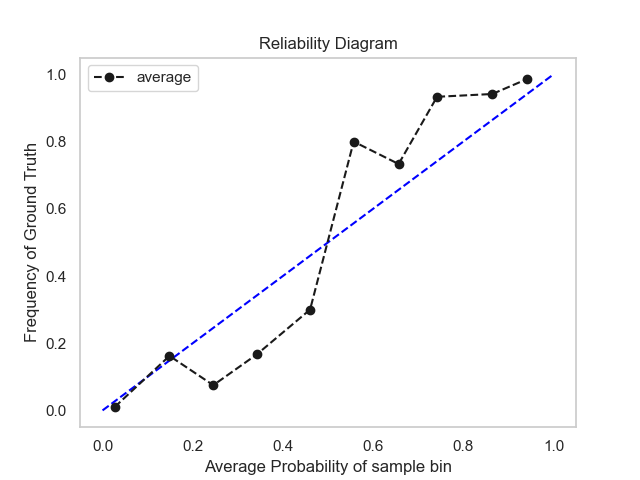 Reliability Diagram
average
Frequency of Ground Truth
1.0
0.8
0.6
0.4
0.2
0.0
0.0 0.2 0.4 0.6 0.8 1.0
Average Probability of sample bin